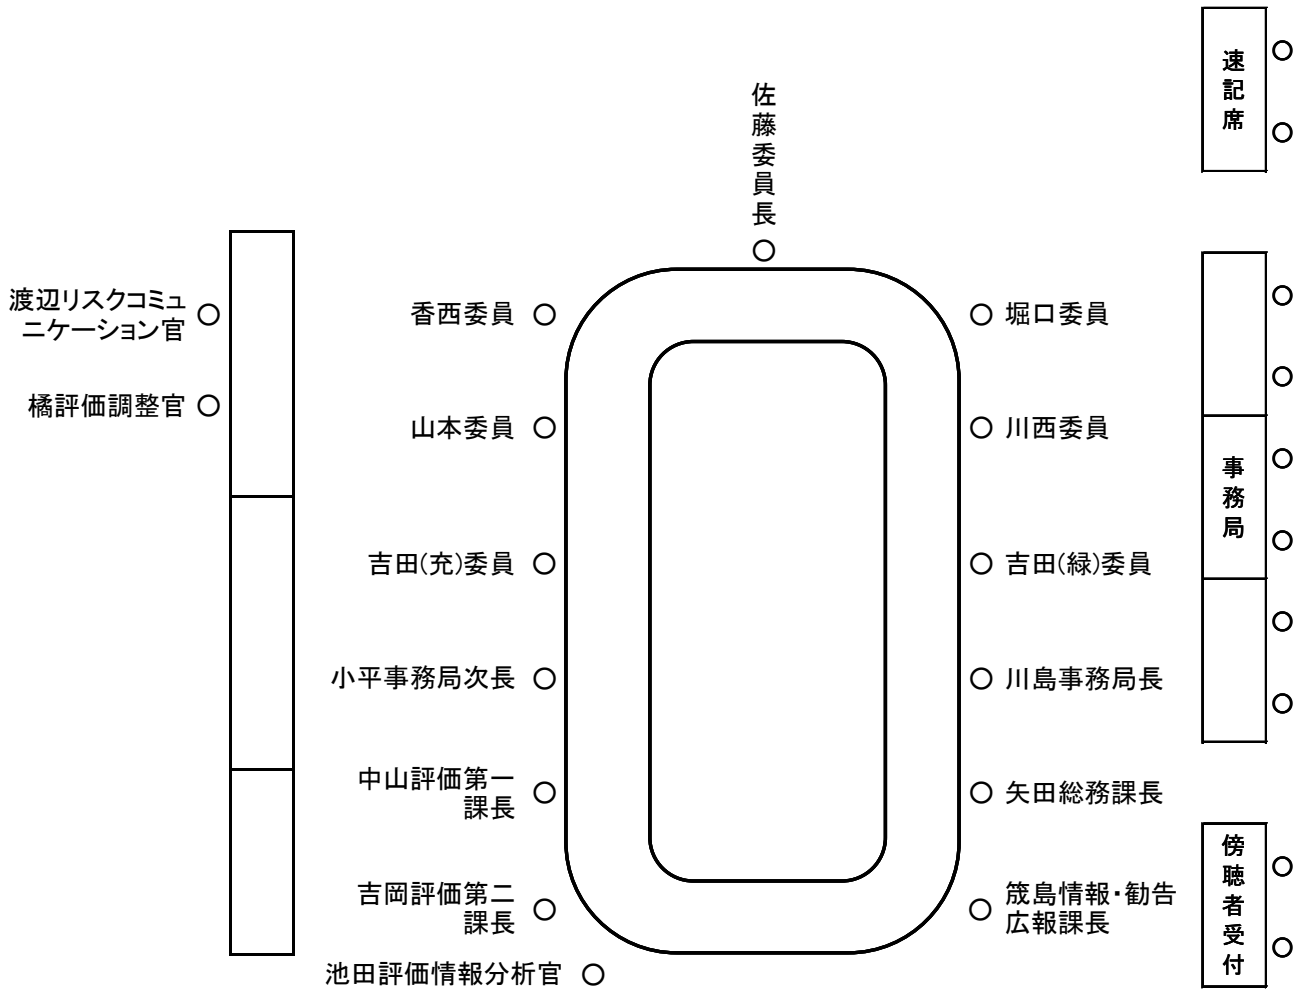 速記席
佐藤委員長
渡辺リスクコミュ
ニケーション官
香西委員
堀口委員
橘評価調整官
山本委員
川西委員
事務局
吉田(充)委員
吉田(緑)委員
小平事務局次長
川島事務局長
中山評価第一
課長
矢田総務課長
傍聴者受付
吉岡評価第二
課長
筬島情報・勧告
広報課長
池田評価情報分析官